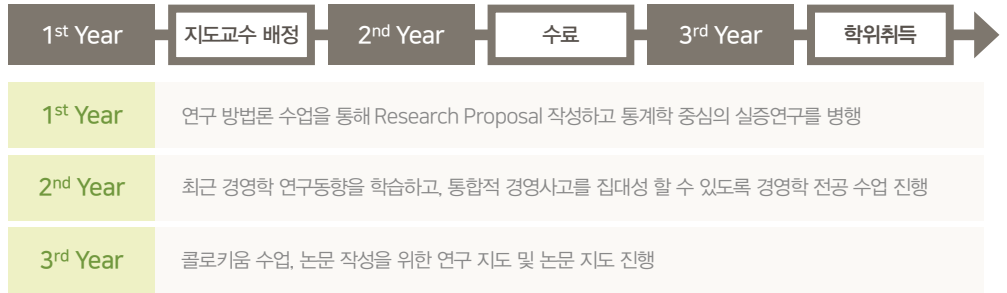 1st Year 지도교수 배정 2nd Year 수료 3rd Year 학위취득
1st Year 연구 방법론 수업을 통해 Research Proposal 작성하고 통계학 중심의 실증연구를 병행
2nd Year 최근 경영학 연구동향을 학습하고, 통합적 경영사고를 집대성 할 수 있도록 경영학 전공 수업 진행
3rd Year 콜로키움 수업, 논문 작성을 위한 연구 지도 및 논문 지도 진행